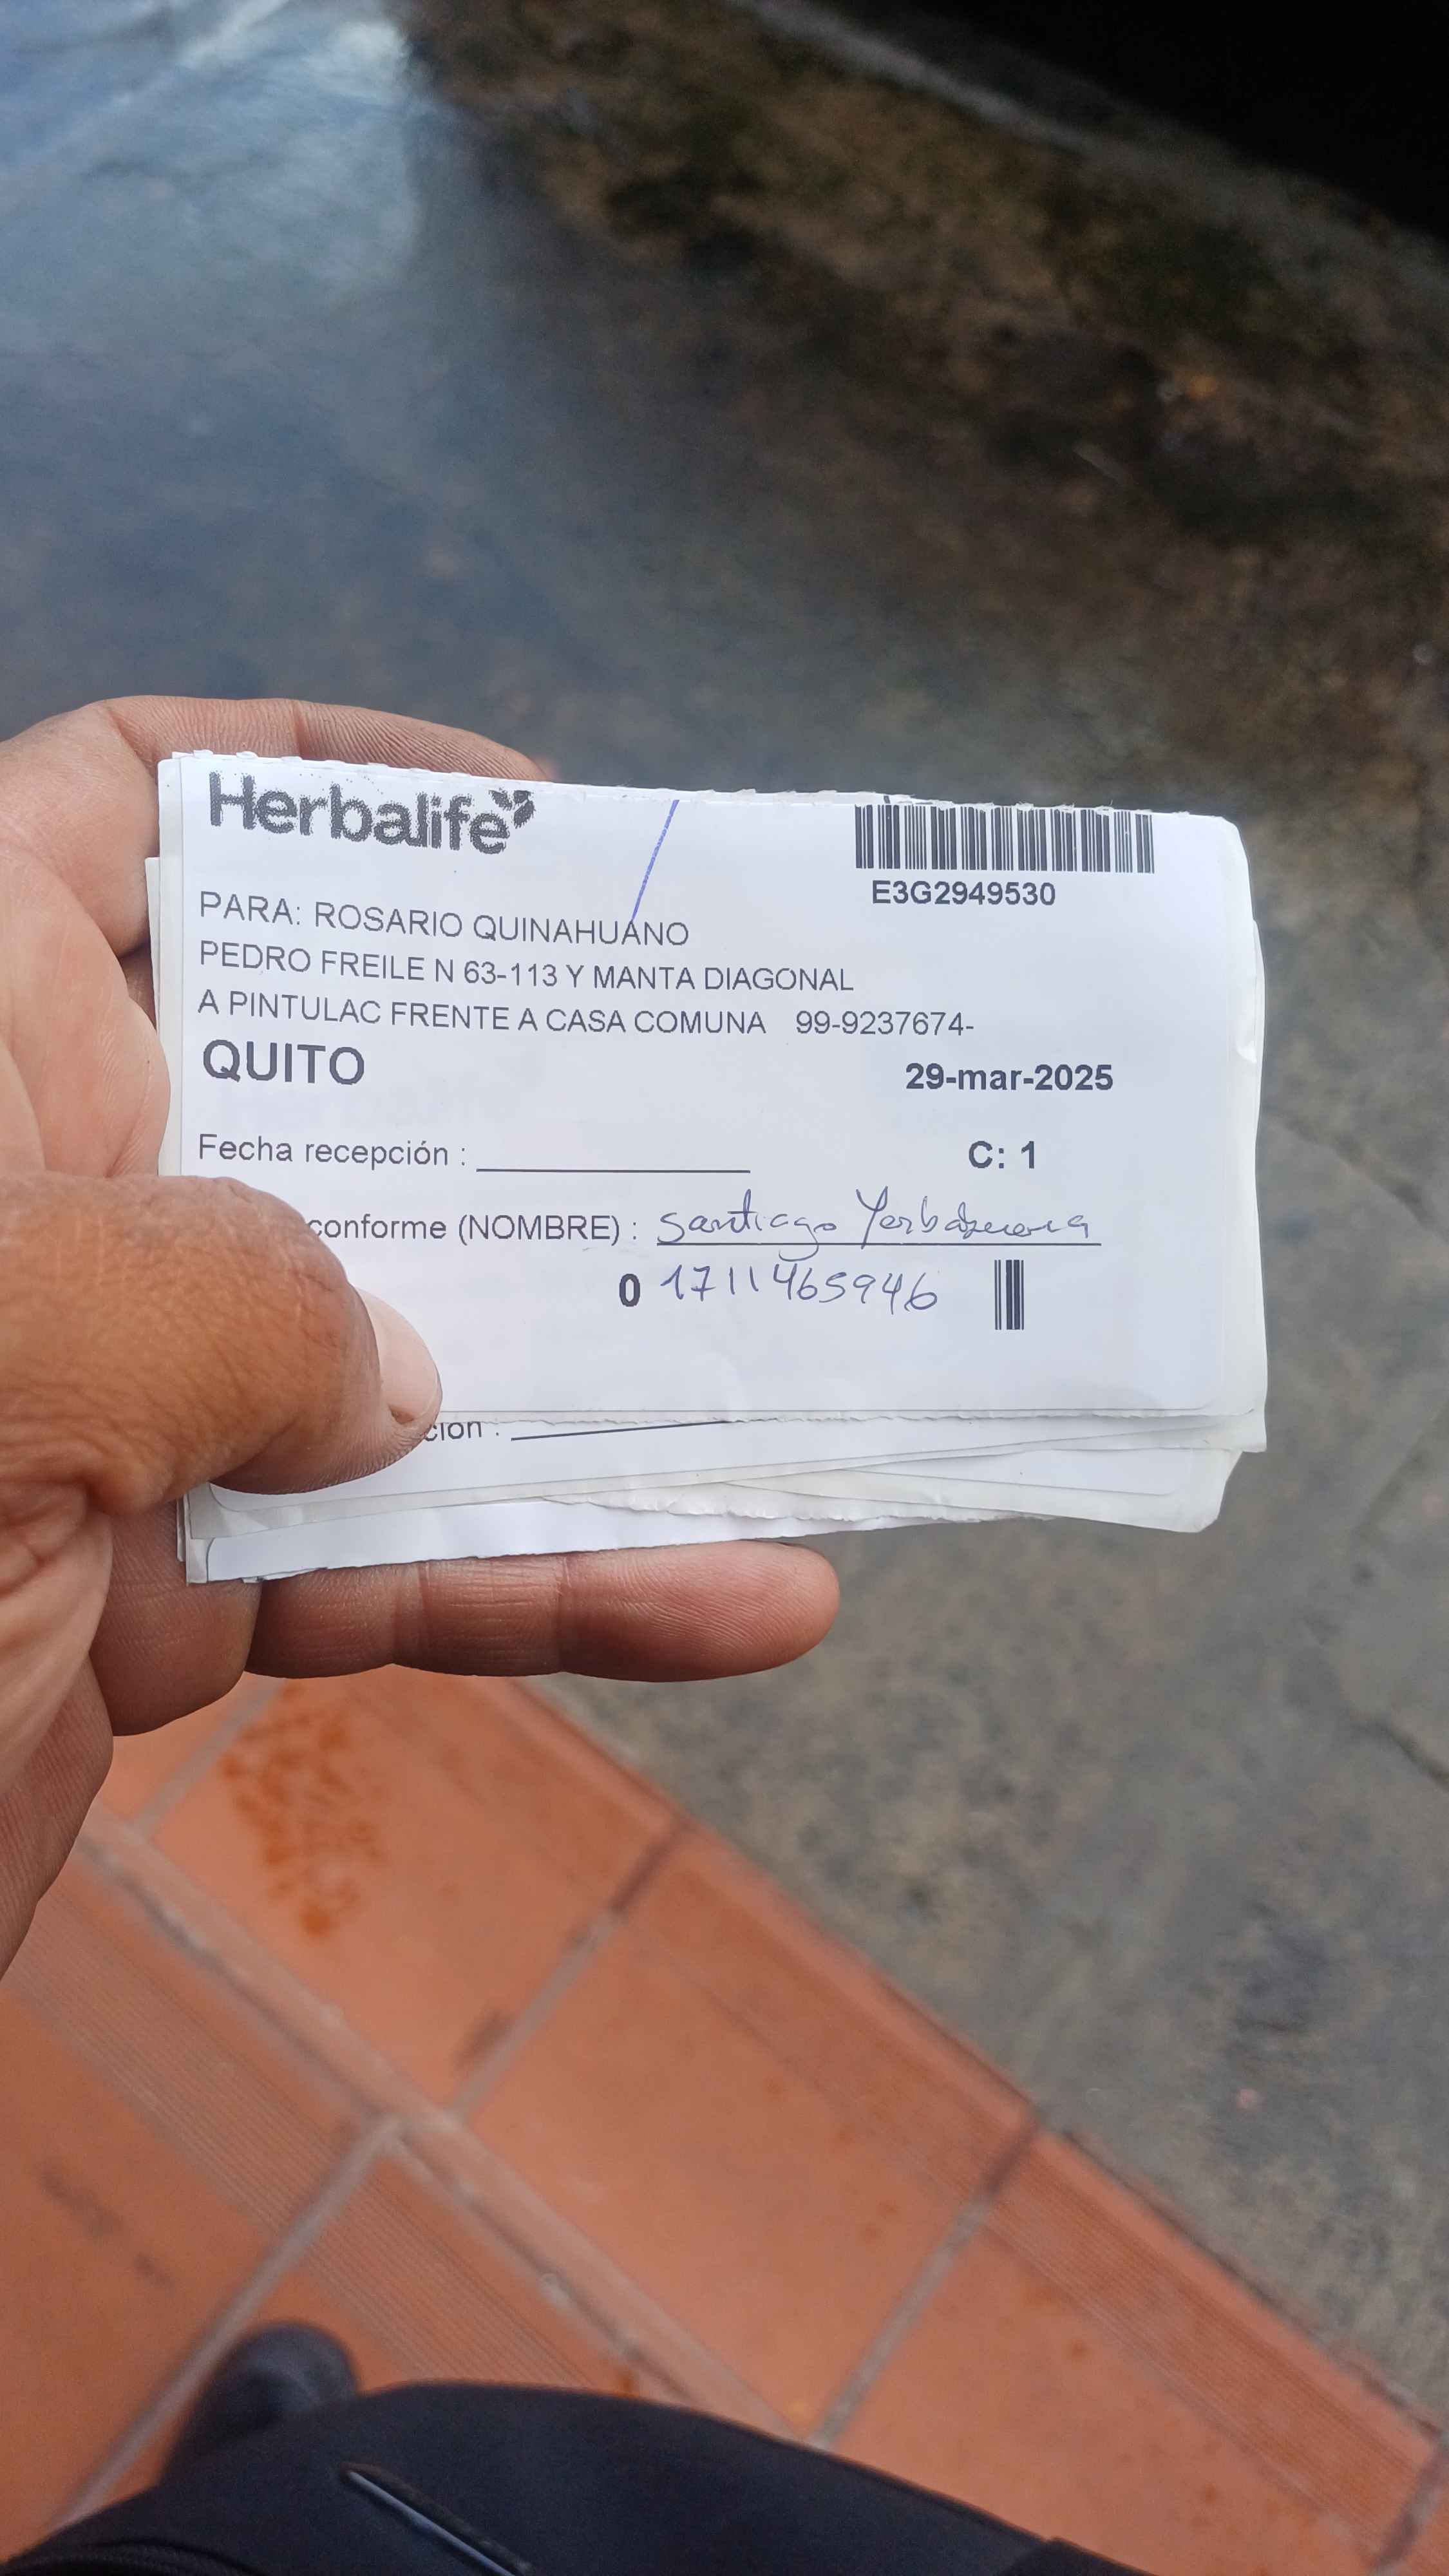 Herbalife
E3G2949530
PARA: ROSARIO QUINAHUANO
PEDRO FREILE N 63-113 Y MANTA DIAGONAL
A PINTULAC FRENTE A CASA COMUNA 99-9237674-
QUITO 29-mar-2025
Fecha recepción : C: 1
conforme (NOMBRE) : Santiago
0 1711465946
cion :